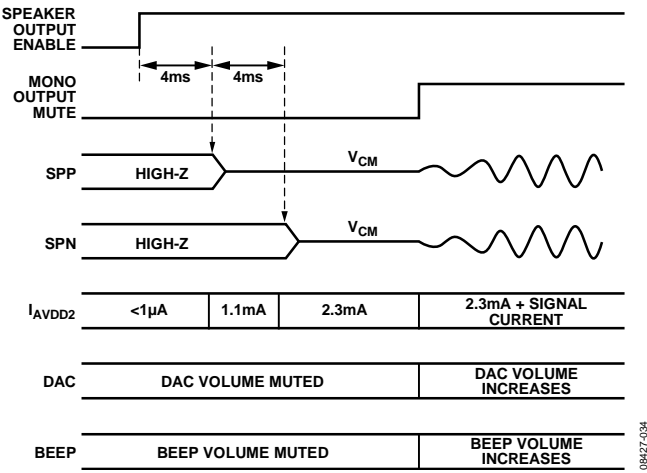 SPEAKER
OUTPUT
ENABLE
4ms 4ms
MONO
OUTPUT
MUTE
SPP HIGH-Z VCM
SPN HIGH-Z VCM
IAVDD2 <1µA 1.1mA 2.3mA 2.3mA + SIGNAL
CURRENT
DAC DAC VOLUME MUTED DAC VOLUME
INCREASES
BEEP BEEP VOLUME MUTED BEEP VOLUME
INCREASES
08427-034